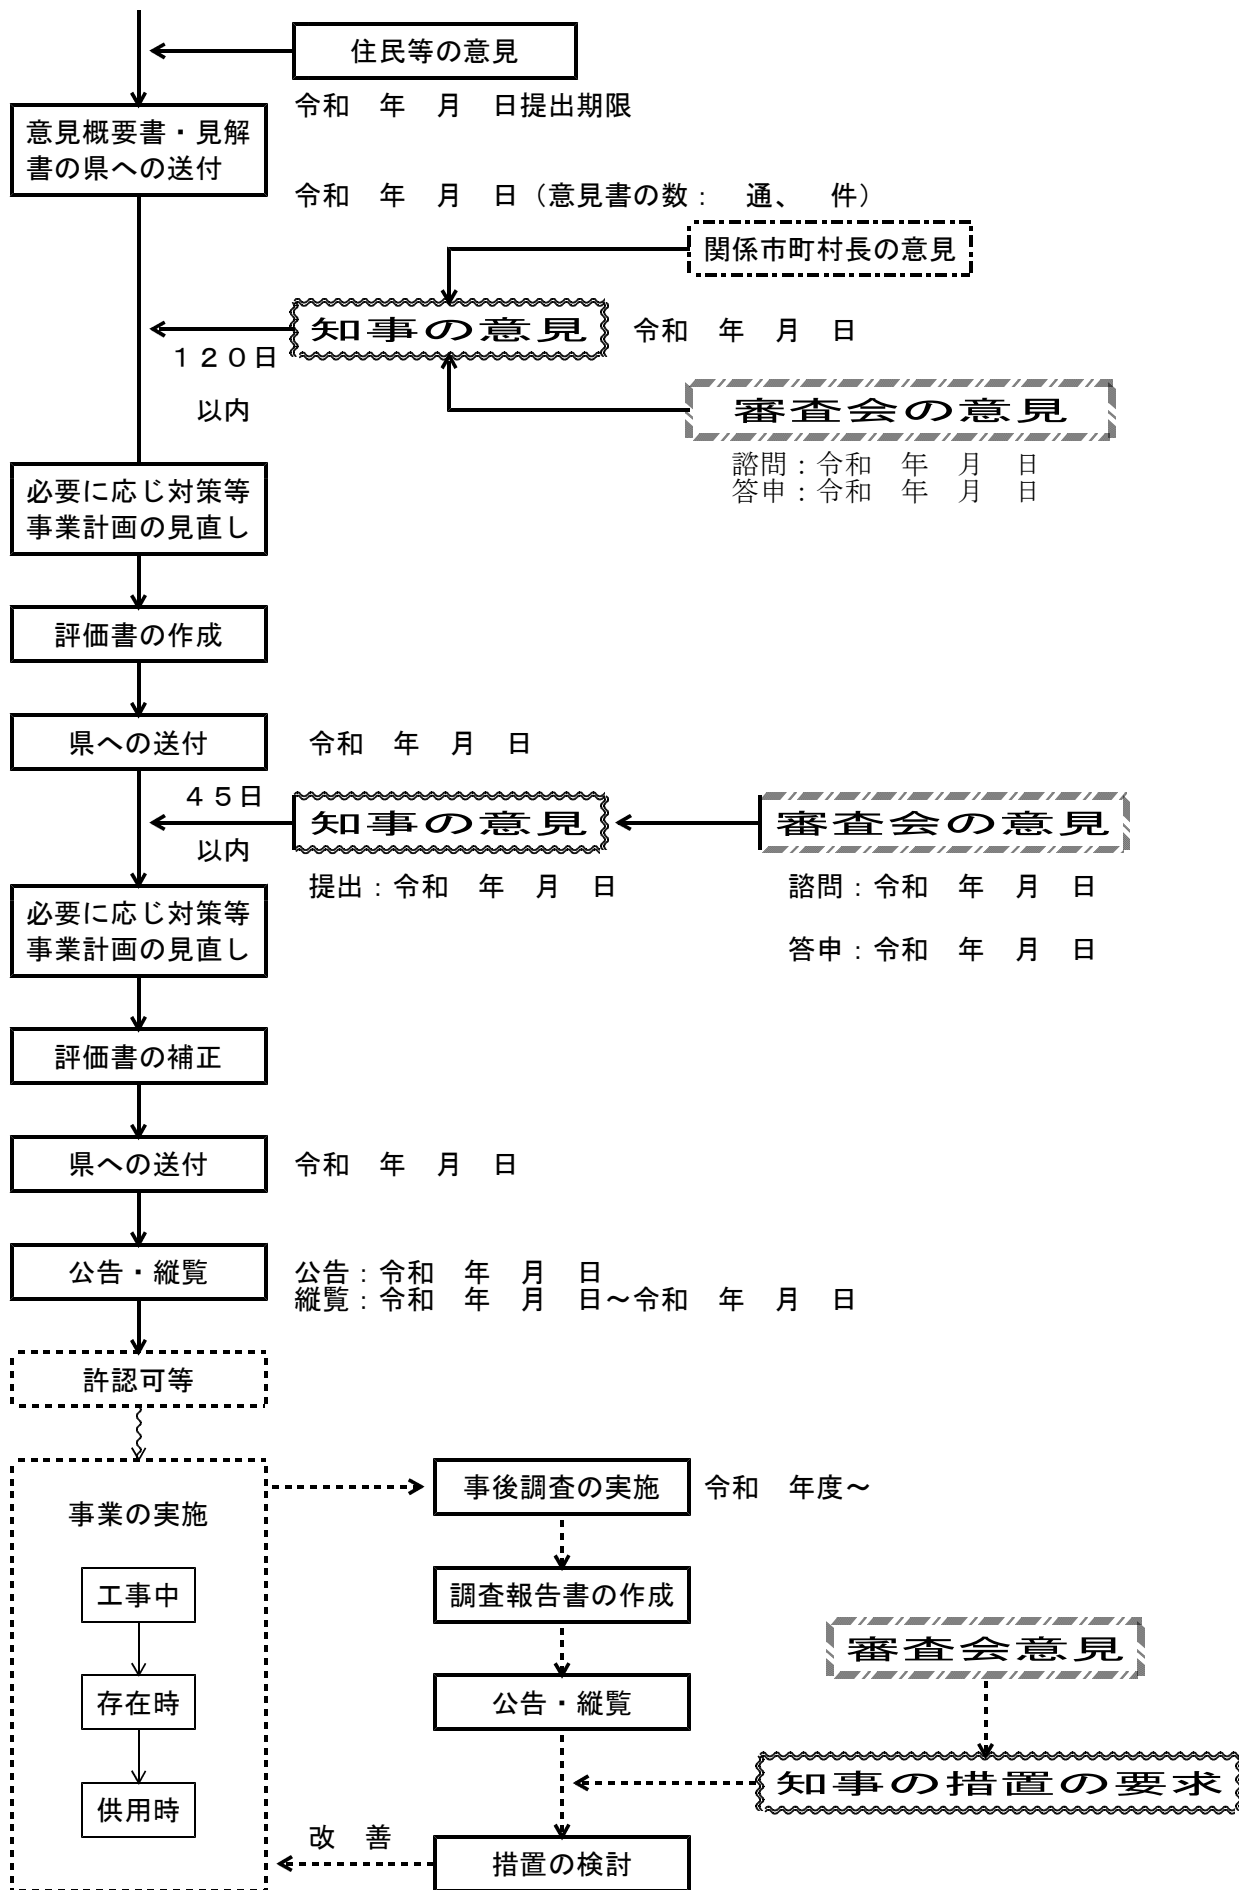 住民等の意見
令和　年　月　日提出期限
意見概要書・見解
書の県への送付
令和　年　月　日（意見書の数：　通、　件）
関係市町村長の意見
知事の意見
令和　年　月　日
１２０日
以内
審査会の意見
諮問：令和　年　月　日
答申：令和　年　月　日
必要に応じ対策等
事業計画の見直し
評価書の作成
県への送付
令和　年　月　日
４５日
以内
知事の意見
審査会の意見
提出：令和　年　月　日
諮問：令和　年　月　日
答申：令和　年　月　日
必要に応じ対策等
事業計画の見直し
評価書の補正
県への送付
令和　年　月　日
公告・縦覧
公告：令和　年　月　日
縦覧：令和　年　月　日～令和　年　月　日
許認可等
事業の実施
工事中
存在時
供用時
事後調査の実施
令和　年度～
調査報告書の作成
公告・縦覧
審査会意見
知事の措置の要求
改　善
措置の検討